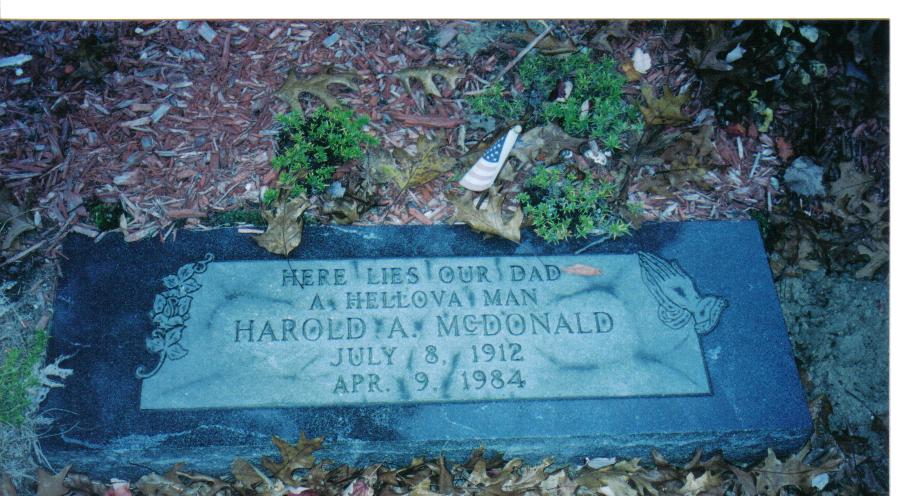 HERE LIES OUR DAD
A HELLOVA MAN
HAROLD A. McDONALD
JULY 8, 1912
APR. 9, 1984